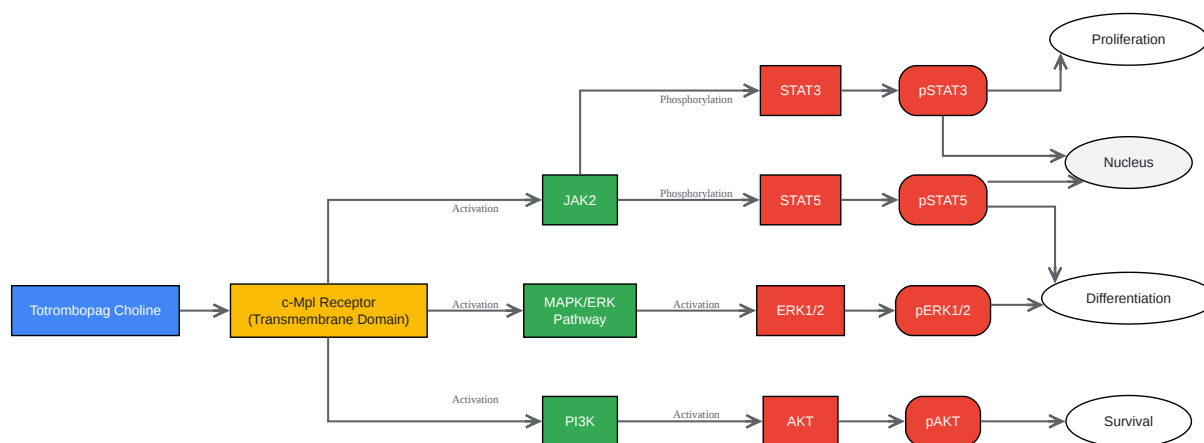 Proliferation
STAT3
pSTAT3
Phosphorylation
Nucleus
JAK2
Phosphorylation
STAT5
pSTAT5
Activation
Totrombopag Choline
c-Mpl Receptor
(Transmembrane Domain)
Activation
MAPK/ERK
Pathway
Activation
ERK1/2
pERK1/2
Differentiation
Activation
PI3K
Activation
AKT
pAKT
Survival